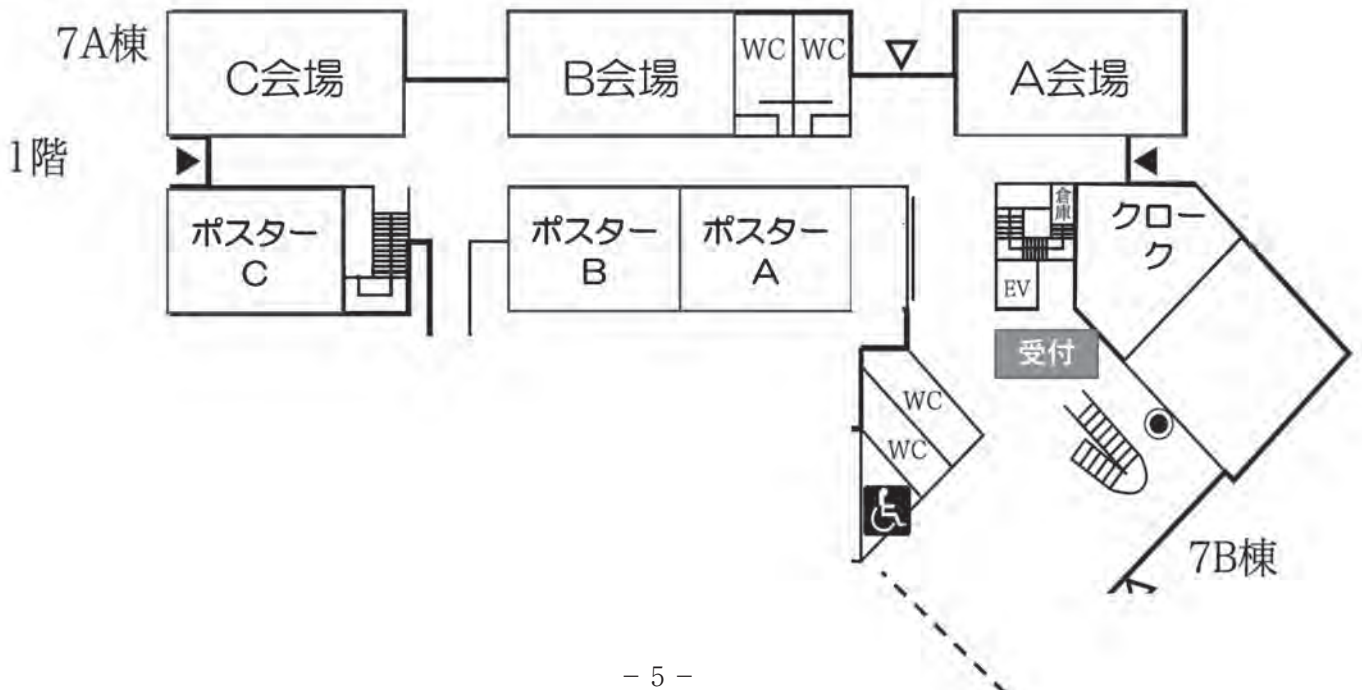 7A棟
C会場
B会場
WC
WC
A会場
1階
ポスター
C
ポスター
B
ポスター
A
倉庫
クロー
ク
EV
受付
WC
WC
7B棟
– 5 –